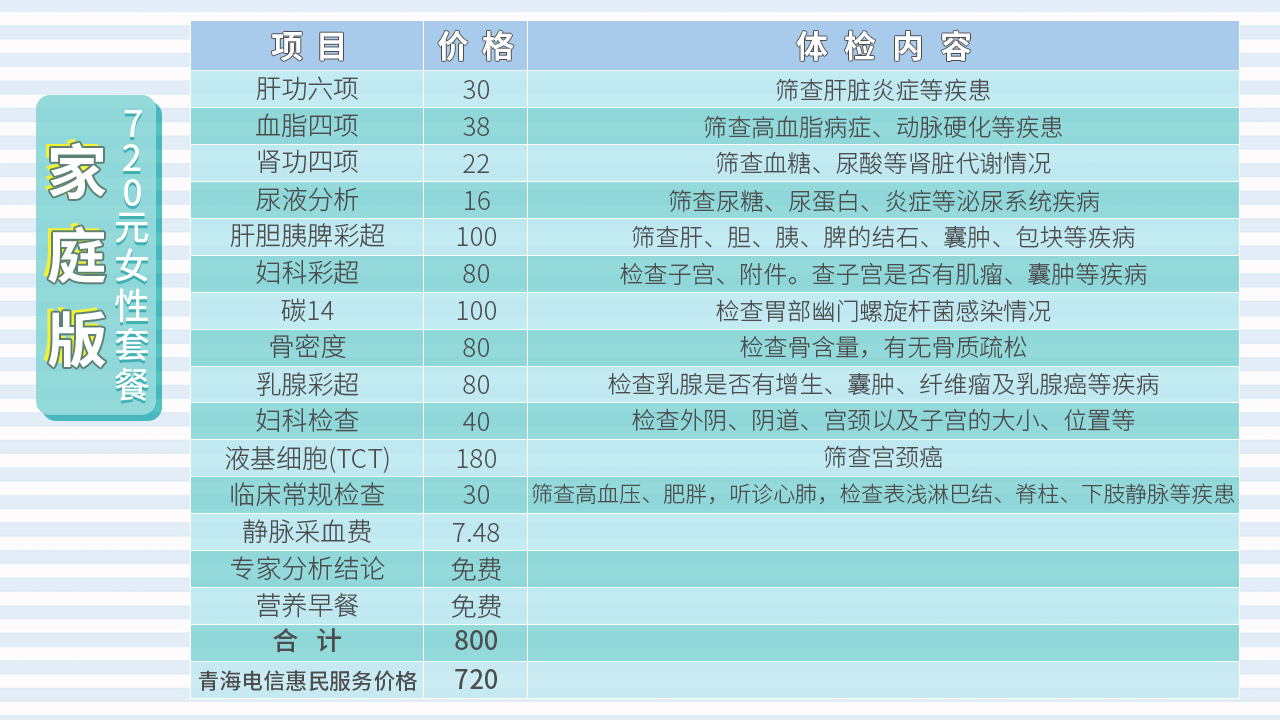 家庭版
720元女性套餐
项目 价格 体检内容
肝功六项 30 筛查肝脏炎症等疾患
血脂四项 38 筛查高血脂病症、动脉硬化等疾患
肾功四项 22 筛查血糖、尿酸等肾脏代谢情况
尿液分析 16 筛查尿糖、尿蛋白、炎症等泌尿系统疾病
肝胆胰脾彩超 100 筛查肝、胆、胰、脾的结石、囊肿、包块等疾病
妇科彩超 80 检查子宫、附件。查子宫是否有肌瘤、囊肿等疾病
碳14 100 检查胃部幽门螺旋杆菌感染情况
骨密度 80 检查骨含量，有无骨质疏松
乳腺彩超 80 检查乳腺是否有增生、囊肿、纤维瘤及乳腺癌等疾病
妇科检查 40 检查外阴、阴道、宫颈以及子宫的大小、位置等
液基细胞(TCT) 180 筛查宫颈癌
临床常规检查 30 筛查高血压、肥胖，听诊心肺，检查表浅淋巴结、脊柱、下肢静脉等疾患
静脉采血费 7.48
专家分析结论 免费
营养早餐 免费
合 计 800
青海电信惠民服务价格 720